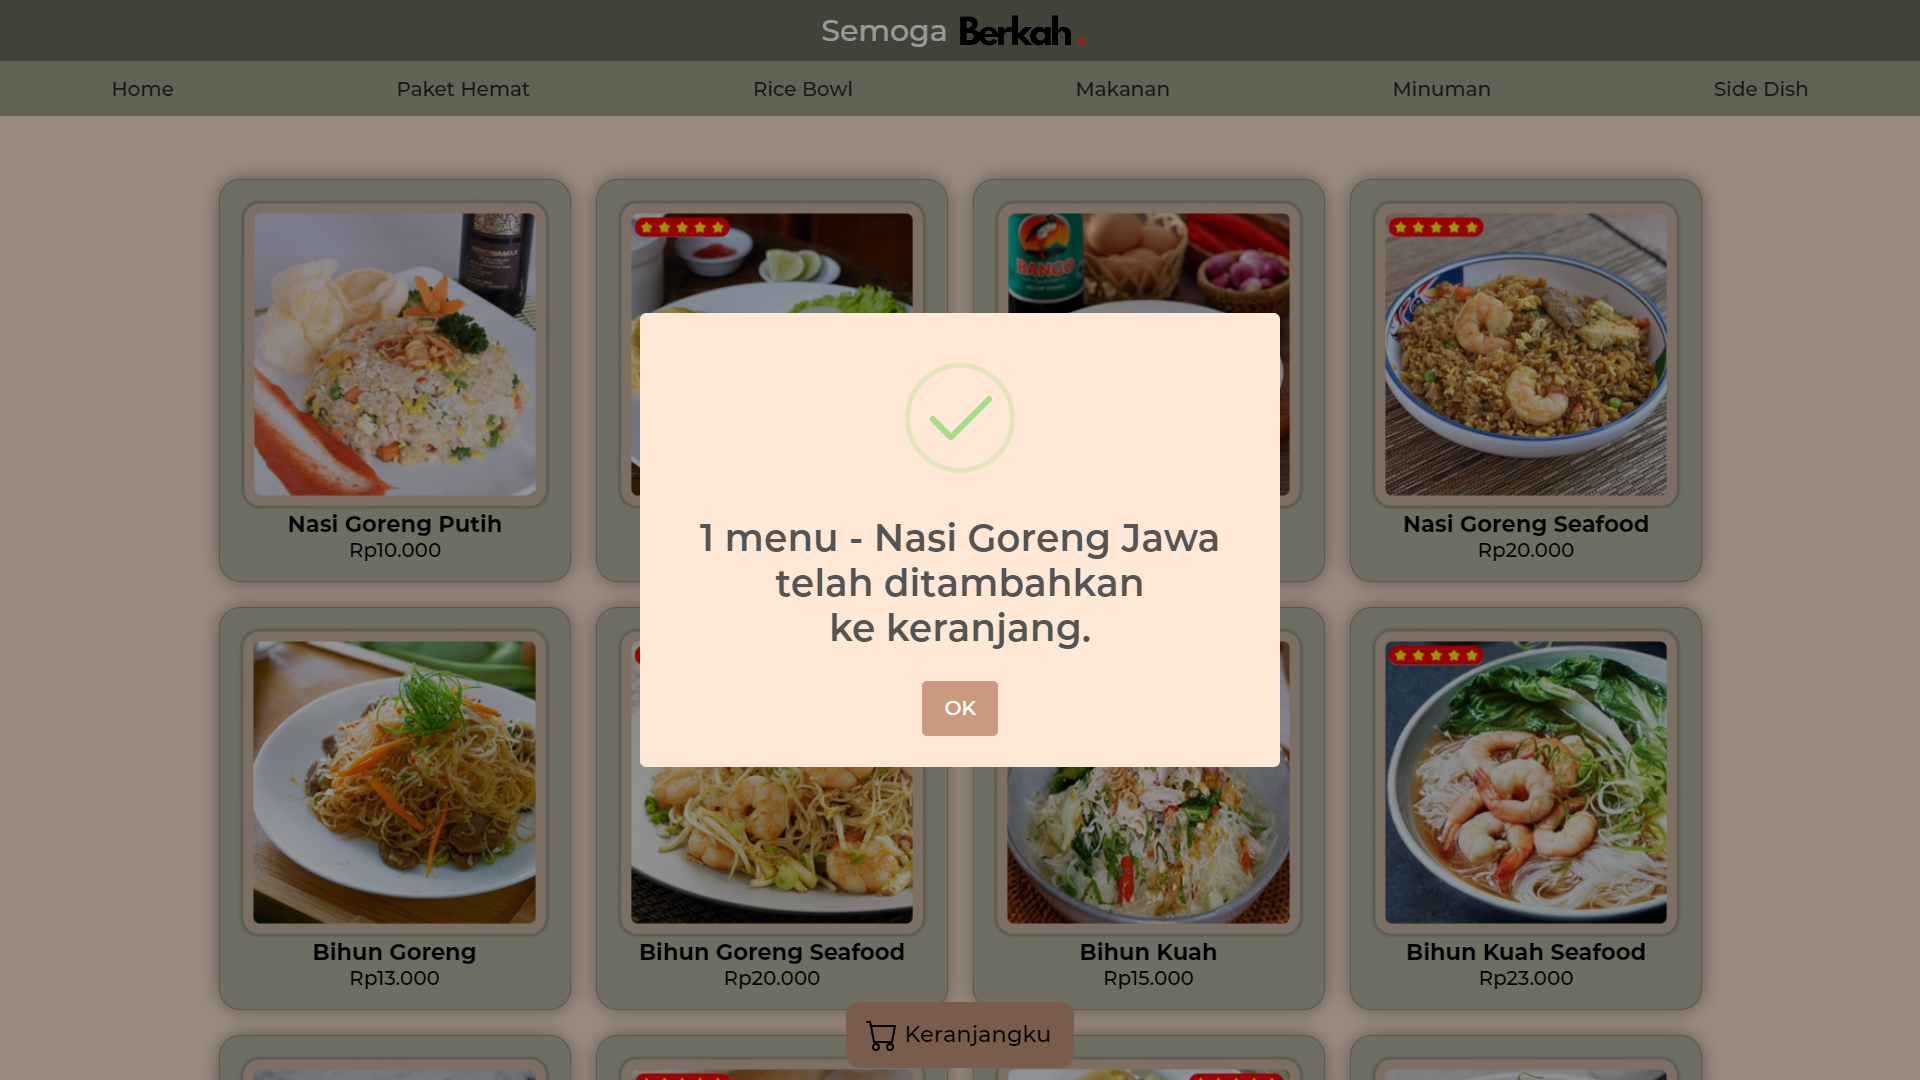 Semoga Berkah.
Home
Paket Hemat
Rice Bowl
Makanan
Minuman
Side Dish
BANGO
1 menu - Nasi Goreng Jawa
telah ditambahkan
ke keranjang.
OK
Nasi Goreng Putih
Rp10.000
Nasi Goreng Seafood
Rp20.000
Bihun Goreng
Rp13.000
Bihun Goreng Seafood
Rp20.000
Bihun Kuah
Rp15.000
Bihun Kuah Seafood
Rp23.000
Keranjangku